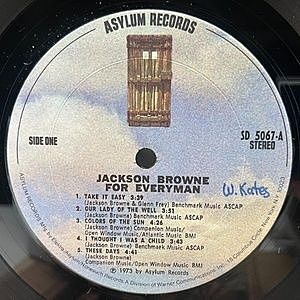 ASYLUM RECORDS
SIDE ONE
SD 5067-A
STEREO
JACKSON BROWNE
FOR EVERYMAN
W. Kates
1. TAKE IT EASY 3:39
(Jackson Browne & Glenn Frey) Benchmark Music ASCAP
2. OUR LADY OF THE WELL 3:51
(Jackson Browne) Benchmark Music ASCAP
3. COLORS OF THE SUN 4:26
(Jackson Browne) Companion Music/
Open Window Music/Atlantic Music BMI
4. I THOUGHT I WAS A CHILD 3:43
(Jackson Browne) Benchmark Music ASCAP
5. THESE DAYS 4:41
(Jackson Browne)
Companion Music/Open Window Music BMI
℗ 1973 by Asylum Records